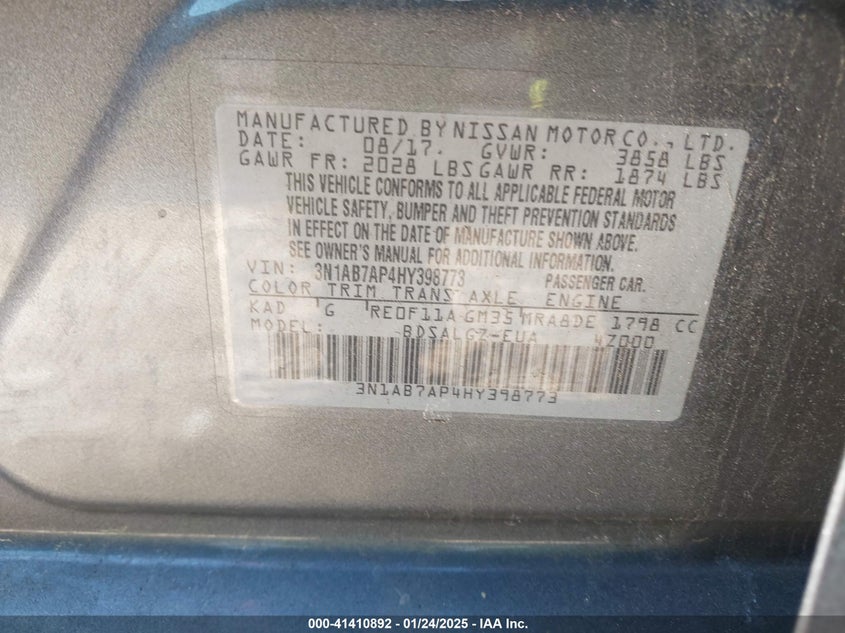 MANUFACTURED BY NISSAN MOTOR CO., LTD.
DATE: 08/17. GVWR: 3858 LBS
GAWR FR: 2028 LBS GAWR RR: 1874 LBS
THIS VEHICLE CONFORMS TO ALL APPLICABLE FEDERAL MOTOR
VEHICLE SAFETY, BUMPER AND THEFT PREVENTION STANDARDS
IN EFFECT ON THE DATE OF MANUFACTURE SHOWN ABOVE.
SEE OWNER'S MANUAL FOR ADDITIONAL INFORMATION.
VIN: 3N1AB7AP4HY398773 PASSENGER CAR.
COLOR TRIM TRANS AXLE ENGINE
KAD G RE0F11A GM35 MRA8DE 1798 CC
MODEL: BDSALGZ-EUA 4Z000
3N1AB7AP4HY398773
000-41410892 - 01/24/2025 - IAA Inc.